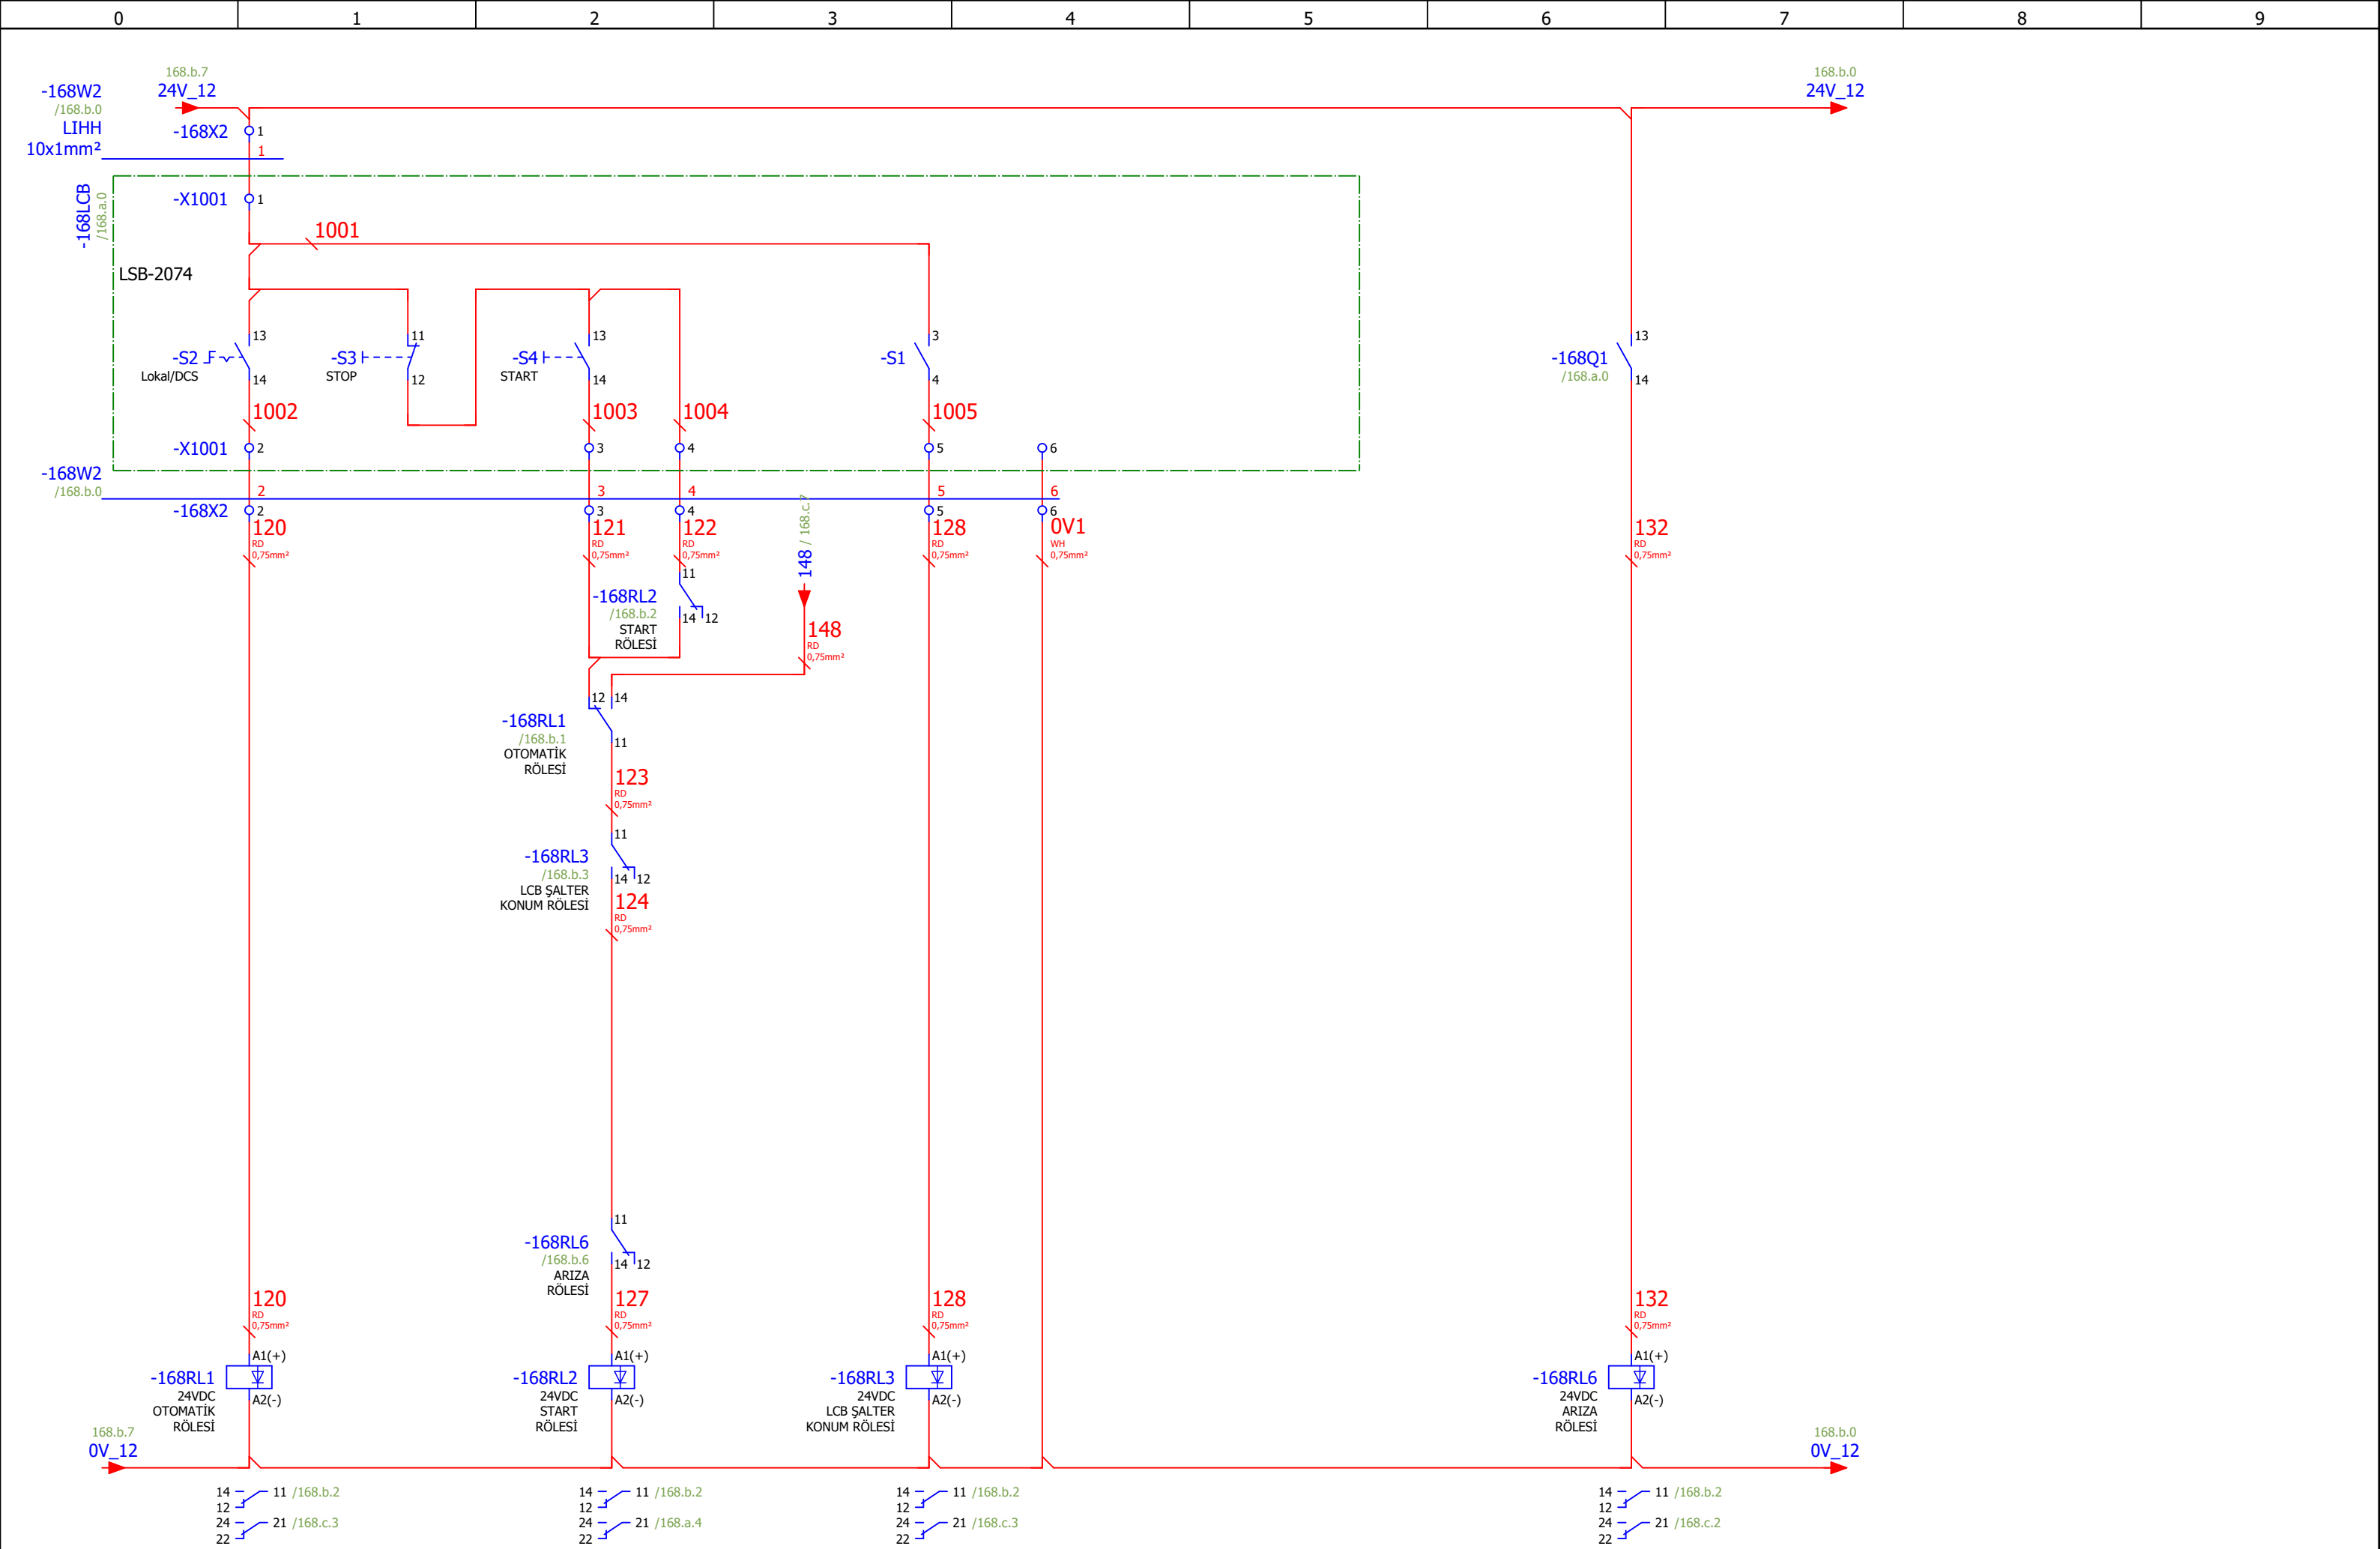 0 1 2 3 4 5 6 7 8 9
168.b.7
24V_12
168.b.0
24V_12
-168W2
/168.b.0
LIHH
10x1mm²
-168X2 1
1
-168LCB
/168.a.0
-X1001 1
1001
LSB-2074
13 11 13 3 13
-S2 -S3 -S4 -S1 -168Q1
Lokal/DCS STOP START /168.a.0
14 12 14 4 14
1002 1003 1004 1005
-X1001 2 3 4 5 6
-168W2
/168.b.0
2 3 4 5 6
-168X2 2 3 4 5 6
120 121 122 128 0V1 132
RD RD RD RD WH RD
0,75mm² 0,75mm² 0,75mm² 0,75mm² 0,75mm² 0,75mm²
148 / 168.c.7
11
-168RL2
/168.b.2
14 12
START
RÖLESİ
148
RD
0,75mm²
12 14
-168RL1
/168.b.1
11
OTOMATİK
RÖLESİ
123
RD
0,75mm²
11
-168RL3
/168.b.3
14 12
LCB ŞALTER
KONUM RÖLESİ
124
RD
0,75mm²
11
-168RL6
/168.b.6
14 12
ARIZA
RÖLESİ
120 127 128 132
RD RD RD RD
0,75mm² 0,75mm² 0,75mm² 0,75mm²
A1(+) A1(+) A1(+) A1(+)
-168RL1 -168RL2 -168RL3 -168RL6
24VDC 24VDC 24VDC 24VDC
A2(-) A2(-) A2(-) A2(-)
OTOMATİK START LCB ŞALTER ARIZA
RÖLESİ RÖLESİ KONUM RÖLESİ RÖLESİ
168.b.7
0V_12
168.b.0
0V_12
14 11 /168.b.2 14 11 /168.b.2 14 11 /168.b.2 14 11 /168.b.2
12 12 12 12
24 21 /168.c.3 24 21 /168.a.4 24 21 /168.c.3 24 21 /168.c.2
22 22 22 22